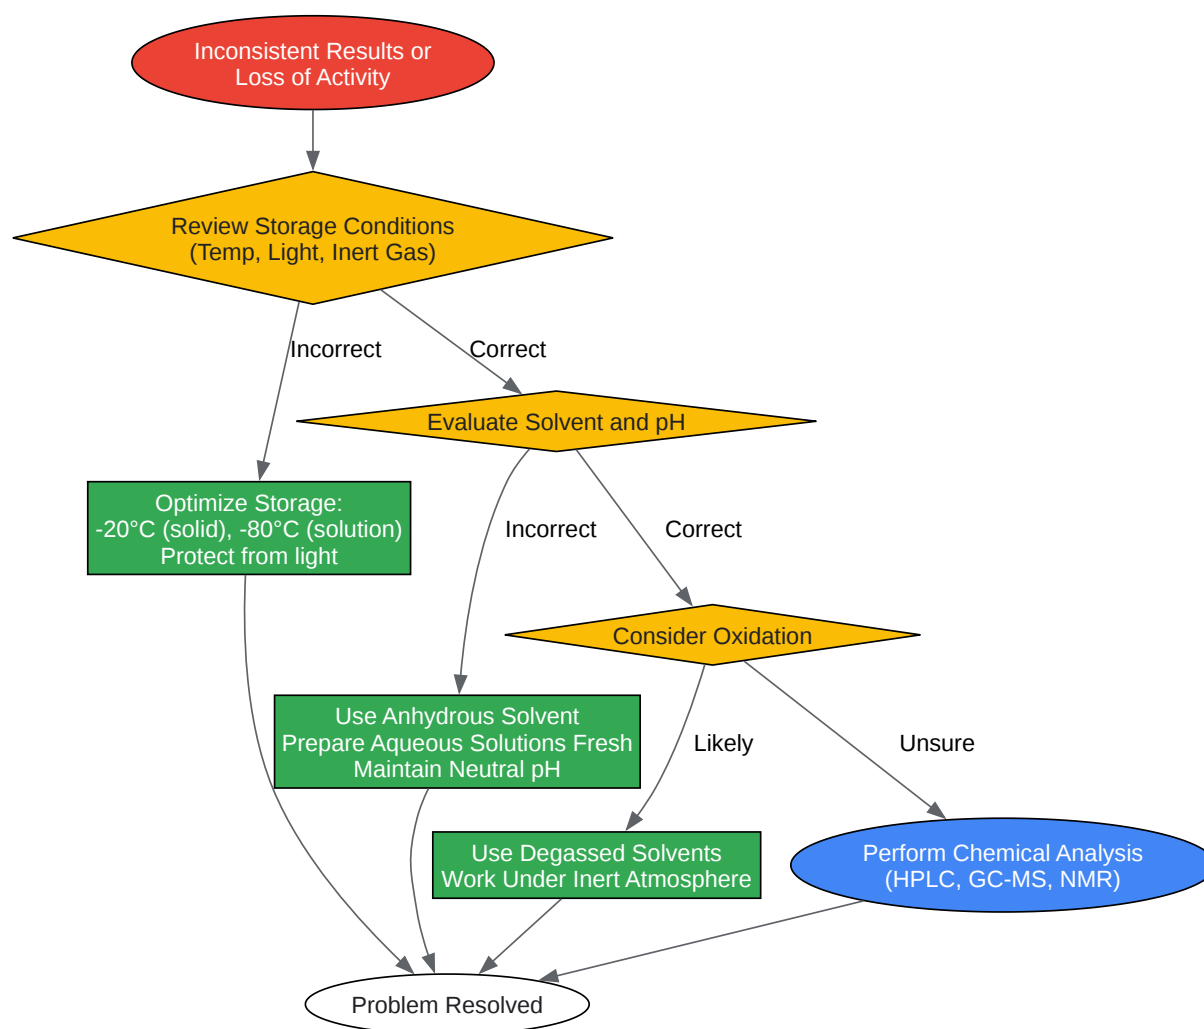 Inconsistent Results or
Loss of Activity
Review Storage Conditions
(Temp, Light, Inert Gas)
Incorrect
Correct
Evaluate Solvent and pH
Optimize Storage:
-20°C (solid), -80°C (solution)
Protect from light
Incorrect
Correct
Consider Oxidation
Use Anhydrous Solvent
Prepare Aqueous Solutions Fresh
Maintain Neutral pH
Likely
Unsure
Use Degassed Solvents
Work Under Inert Atmosphere
Perform Chemical Analysis
(HPLC, GC-MS, NMR)
Problem Resolved